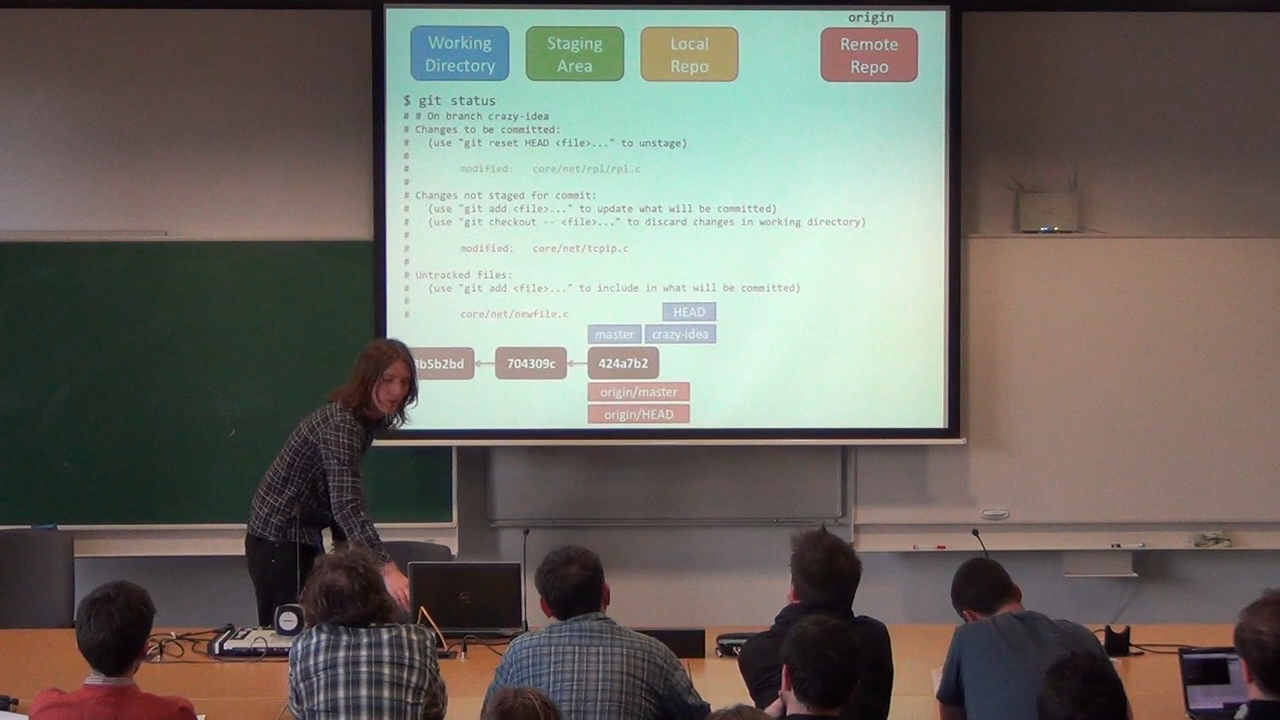 origin
Working Directory
Staging Area
Local Repo
Remote Repo
$ git status
# # On branch crazy-idea
# Changes to be committed:
#   (use "git reset HEAD <file>..." to unstage)
#
#       modified:   core/net/rpl/rpl.c
#
# Changes not staged for commit:
#   (use "git add <file>..." to update what will be committed)
#   (use "git checkout -- <file>..." to discard changes in working directory)
#
#       modified:   core/net/tcpip.c
#
# Untracked files:
#   (use "git add <file>..." to include in what will be committed)
#
#       core/net/newfile.c
HEAD
master crazy-idea
b5b2bd 704309c 424a7b2
origin/master
origin/HEAD